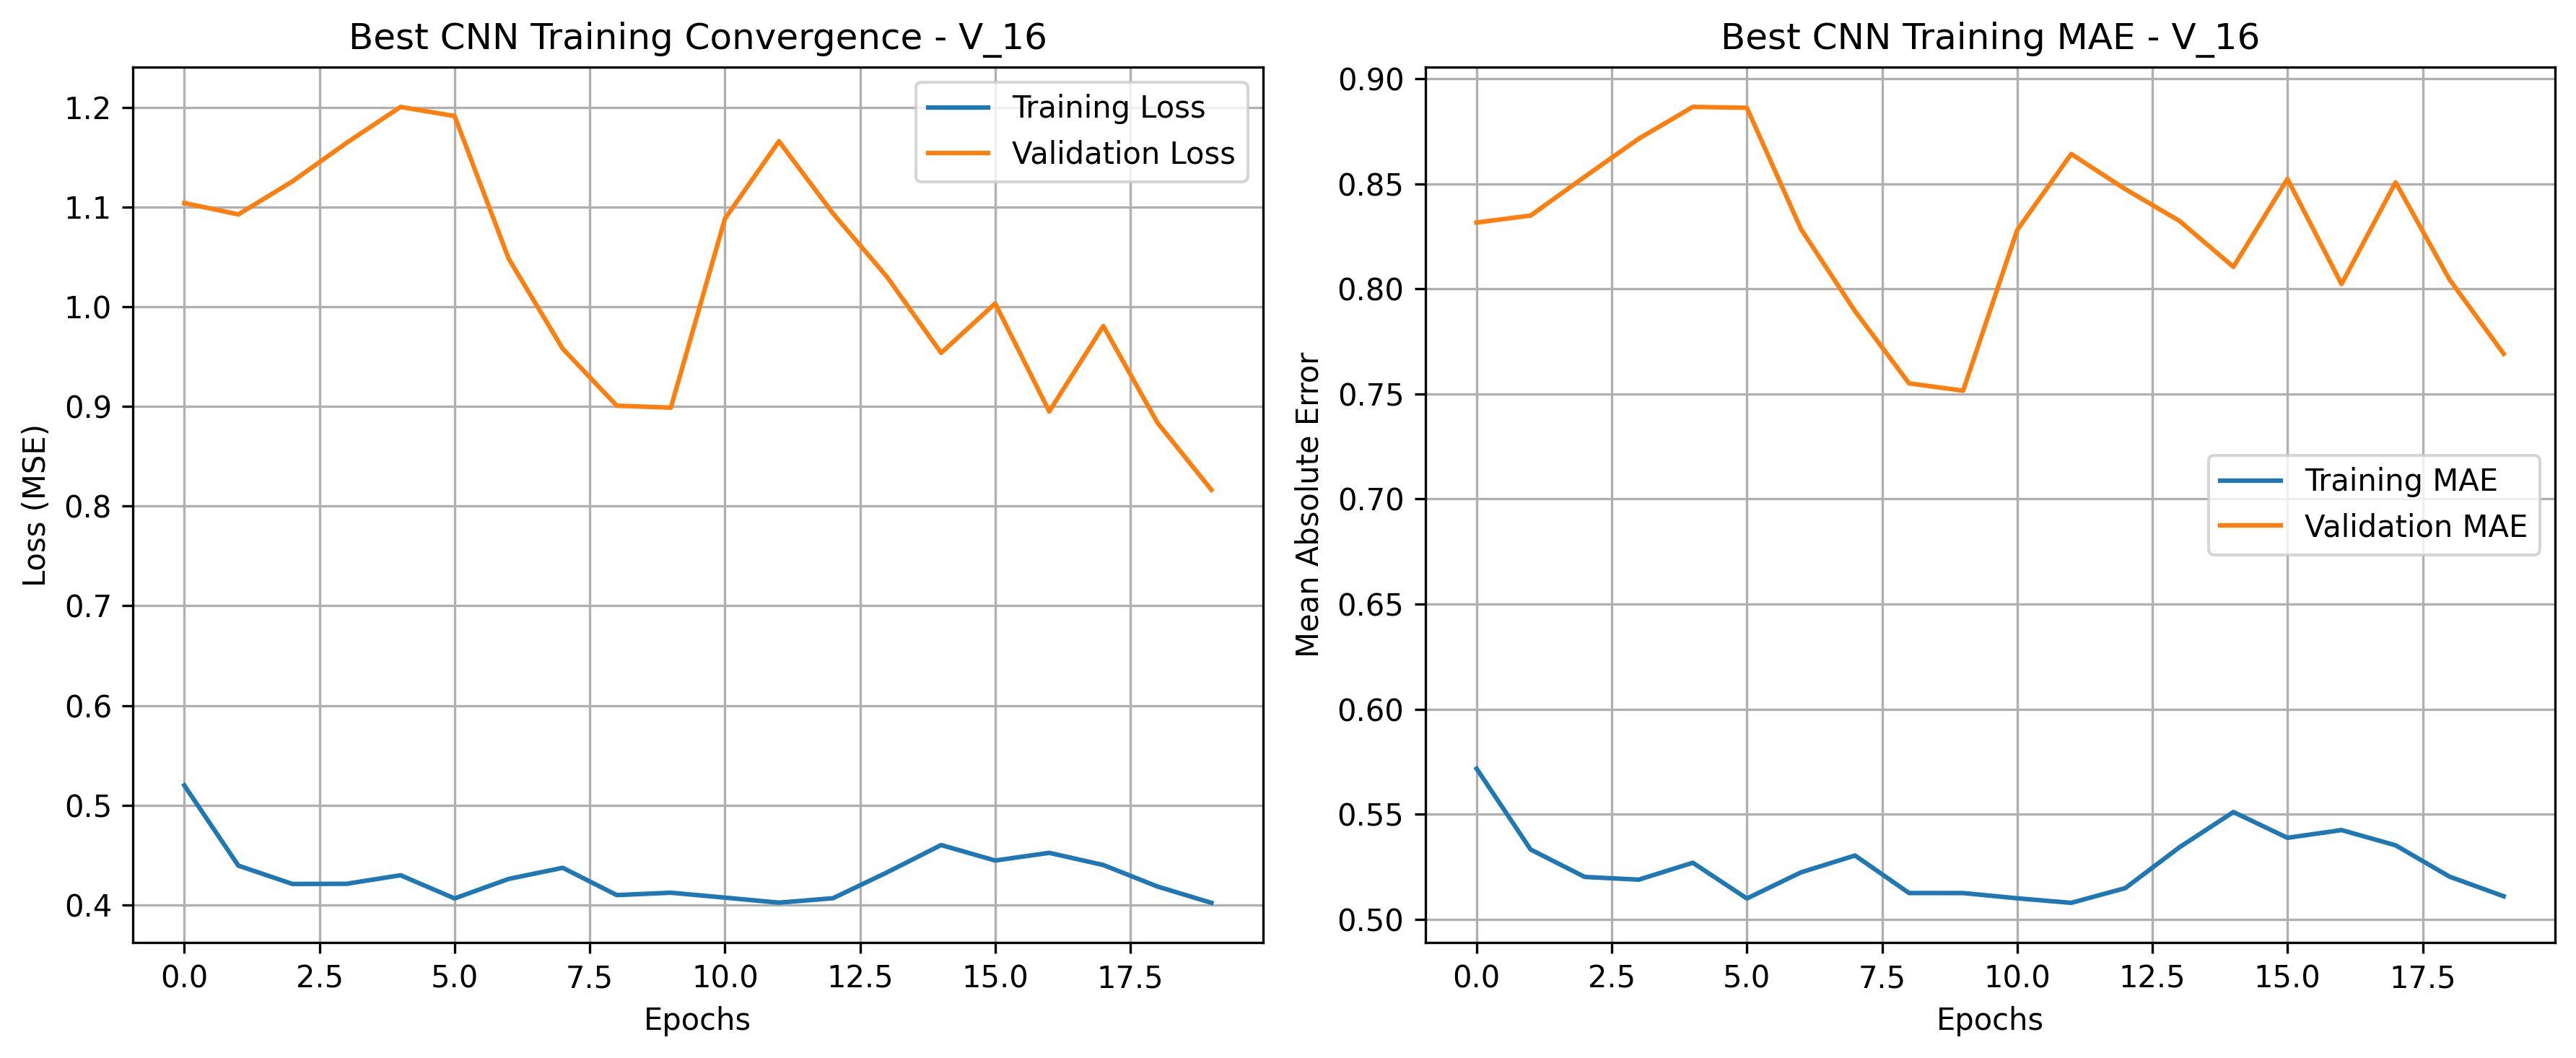 Best CNN Training Convergence - V_16
Training Loss
Validation Loss
Loss (MSE)
1.2
1.1
1.0
0.9
0.8
0.7
0.6
0.5
0.4
0.0 2.5 5.0 7.5 10.0 12.5 15.0 17.5
Epochs
Best CNN Training MAE - V_16
Training MAE
Validation MAE
Mean Absolute Error
0.90
0.85
0.80
0.75
0.70
0.65
0.60
0.55
0.50
0.0 2.5 5.0 7.5 10.0 12.5 15.0 17.5
Epochs